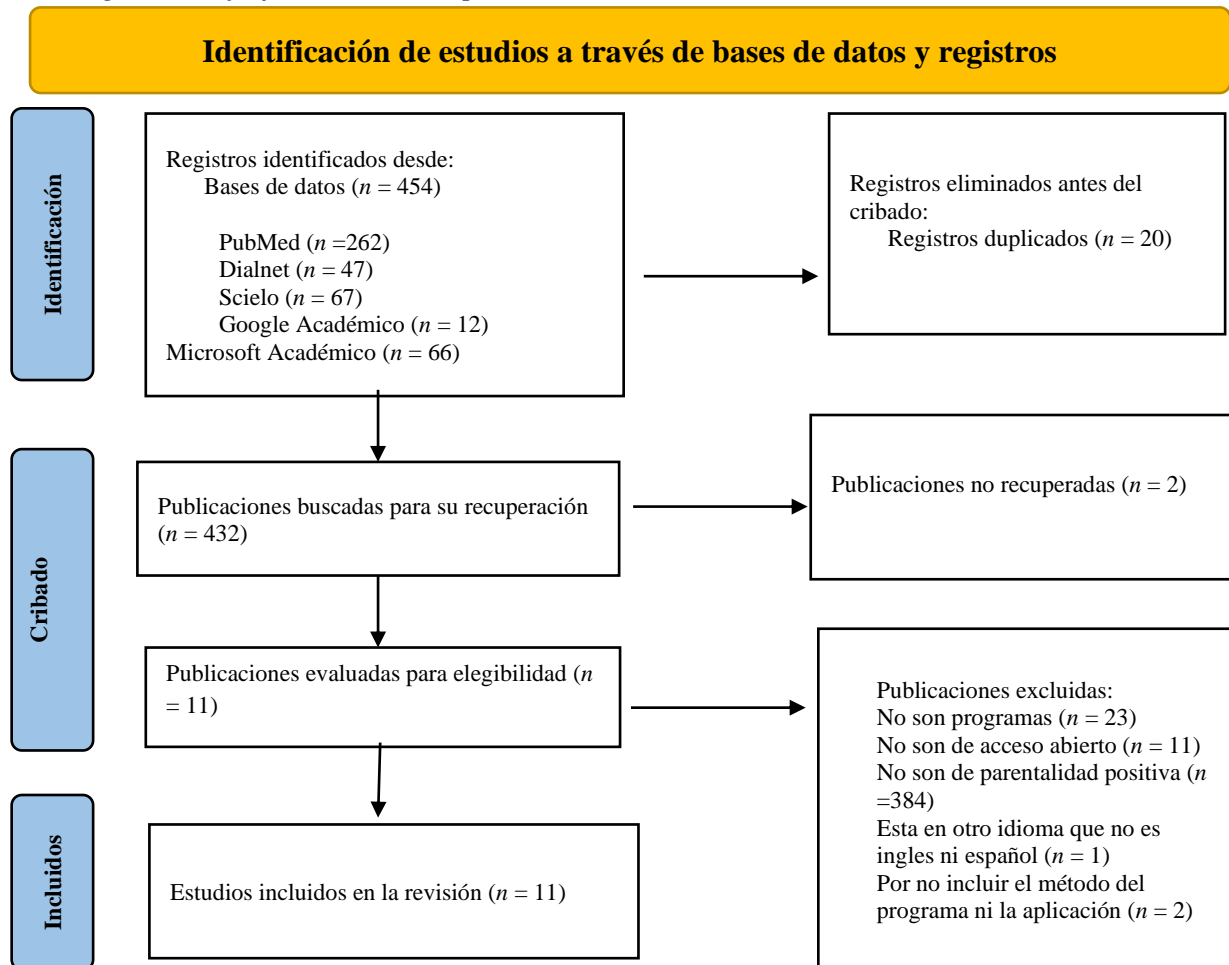 Identificación de estudios a través de bases de datos y registros
Identificación
Registros identificados desde:
Bases de datos (n = 454)
PubMed (n =262)
Dialnet (n = 47)
Scielo (n = 67)
Google Académico (n = 12)
Microsoft Académico (n = 66)
Registros eliminados antes del
cribado:
Registros duplicados (n = 20)
Cribado
Publicaciones buscadas para su recuperación
(n = 432)
Publicaciones no recuperadas (n = 2)
Publicaciones evaluadas para elegibilidad (n
= 11)
Publicaciones excluidas:
No son programas (n = 23)
No son de acceso abierto (n = 11)
No son de parentalidad positiva (n
=384)
Esta en otro idioma que no es
ingles ni español (n = 1)
Por no incluir el método del
programa ni la aplicación (n = 2)
Incluidos
Estudios incluidos en la revisión (n = 11)